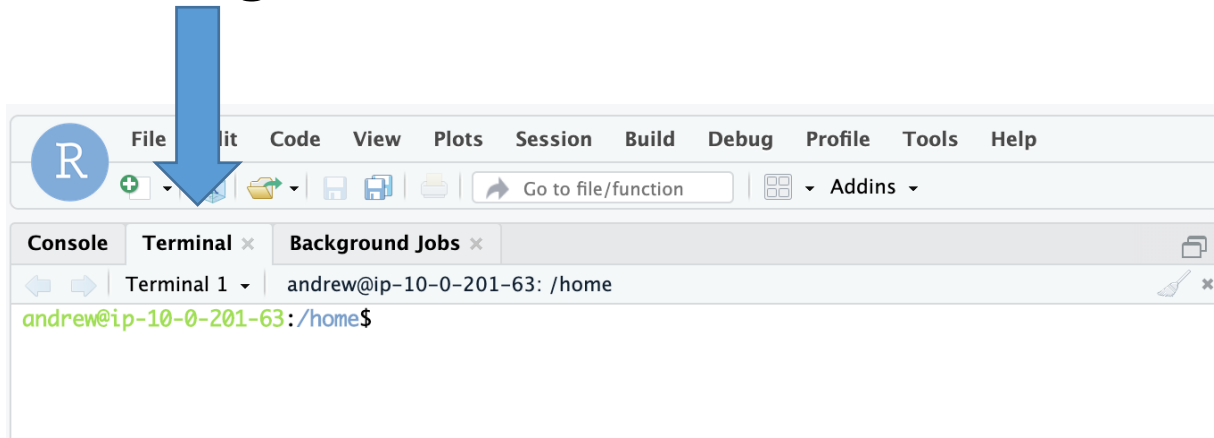 R
File Edit Code View Plots Session Build Debug Profile Tools Help
Go to file/function Addins
Console Terminal × Background Jobs ×
Terminal 1 andrew@ip-10-0-201-63: /home
andrew@ip-10-0-201-63:/home$